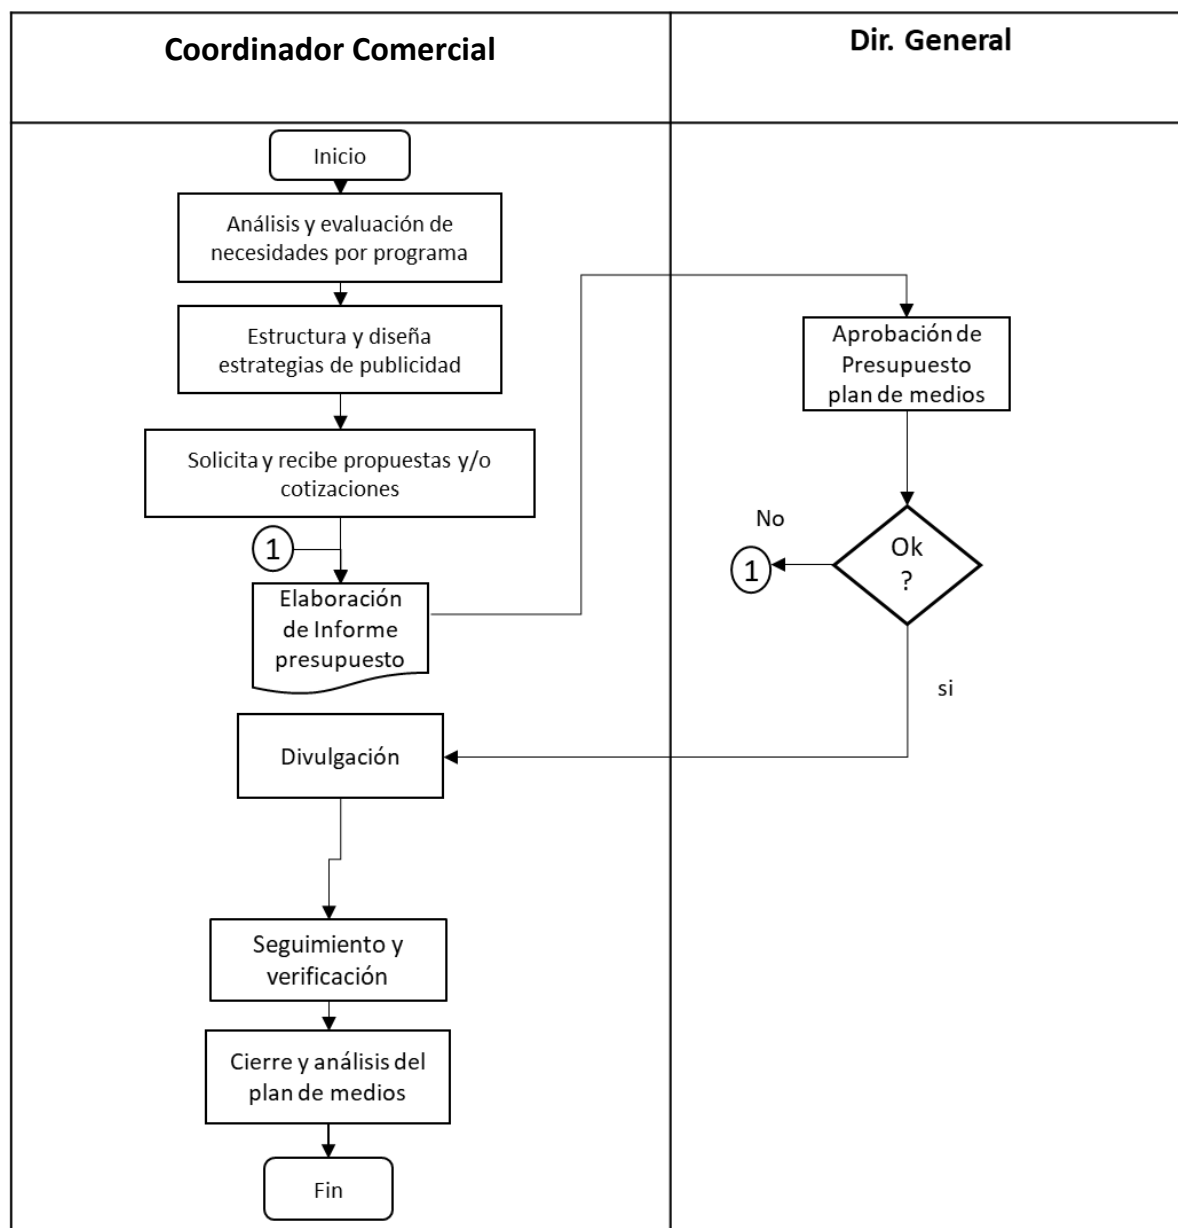 Coordinador Comercial
Dir. General
Inicio
Análisis y evaluación de
necesidades por programa
Estructura y diseña
estrategias de publicidad
Solicita y recibe propuestas y/o
cotizaciones
1
Elaboración
de Informe
presupuesto
Aprobación de
Presupuesto
plan de medios
Ok
?
No
1
si
Divulgación
Seguimiento y
verificación
Cierre y análisis del
plan de medios
Fin